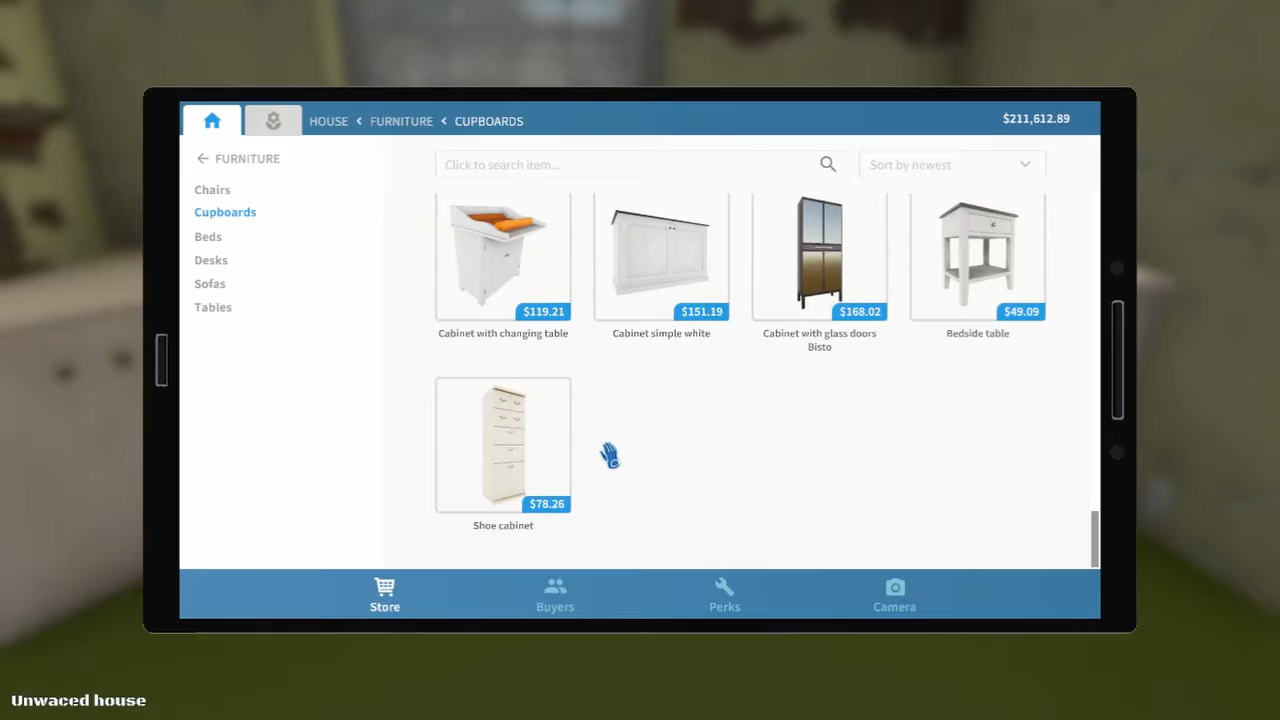 HOUSE < FURNITURE < CUPBOARDS
$211,612.89
FURNITURE
Chairs
Cupboards
Beds
Desks
Sofas
Tables
Click to search item...
Sort by newest
$119.21
$151.19
$168.02
$49.09
Cabinet with changing table
Cabinet simple white
Cabinet with glass doors
Bisto
Bedside table
$78.26
Shoe cabinet
Store
Buyers
Perks
Camera
Unwaced house